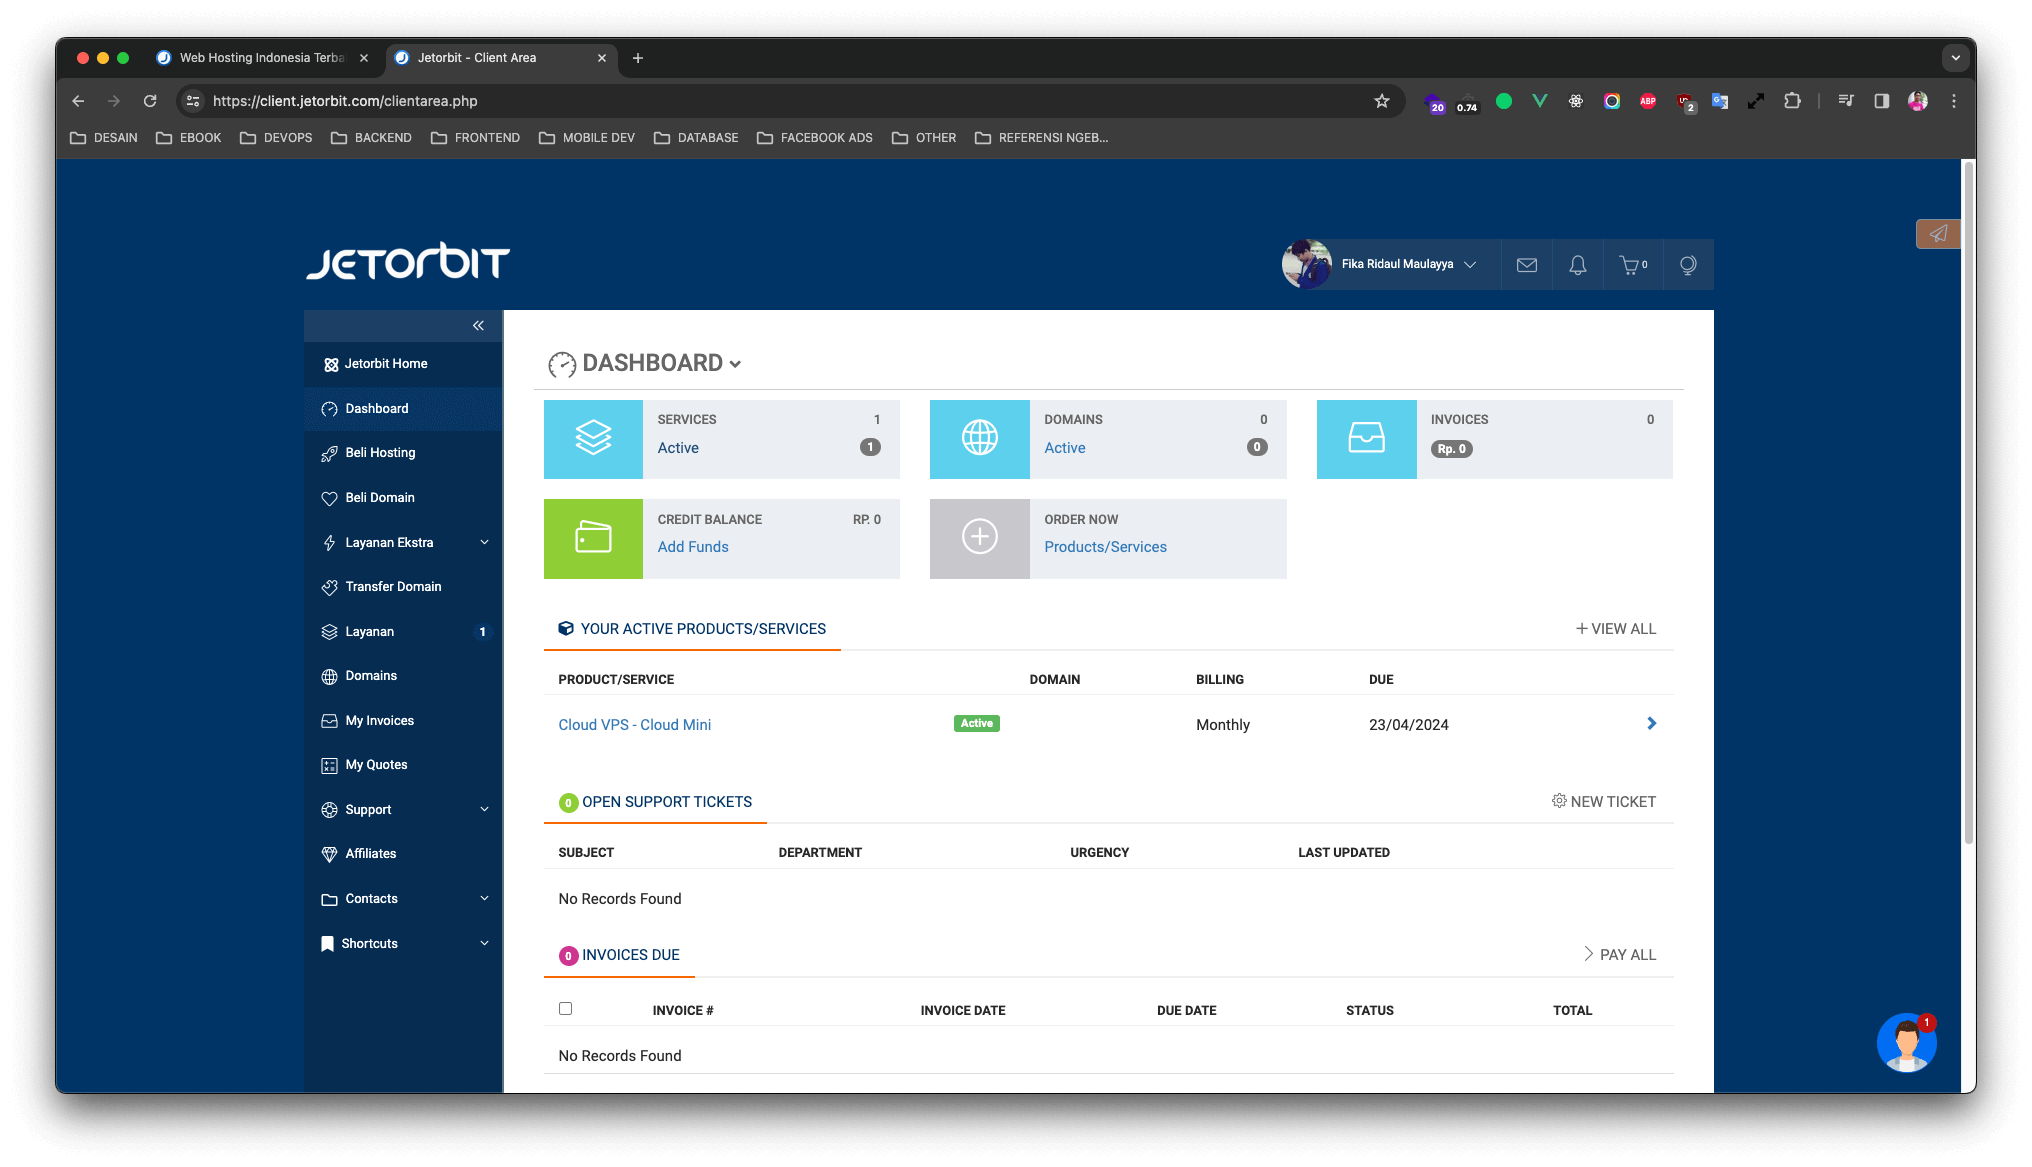 Web Hosting Indonesia Terba
Jetorbit - Client Area
https://client.jetorbit.com/clientarea.php
20
0.74
ABP
2
DESAIN
EBOOK
DEVOPS
BACKEND
FRONTEND
MOBILE DEV
DATABASE
FACEBOOK ADS
OTHER
REFERENSI NGEB...
JETORBIT
Fika Ridaul Maulayya
0
Jetorbit Home
Dashboard
Beli Hosting
Beli Domain
Layanan Ekstra
Transfer Domain
Layanan 1
Domains
My Invoices
My Quotes
Support
Affiliates
Contacts
Shortcuts
DASHBOARD
SERVICES 1
Active 1
DOMAINS 0
Active 0
INVOICES 0
Rp. 0
CREDIT BALANCE RP. 0
Add Funds
ORDER NOW
Products/Services
YOUR ACTIVE PRODUCTS/SERVICES
VIEW ALL
PRODUCT/SERVICE DOMAIN BILLING DUE
Cloud VPS - Cloud Mini Active Monthly 23/04/2024
0 OPEN SUPPORT TICKETS
NEW TICKET
SUBJECT DEPARTMENT URGENCY LAST UPDATED
No Records Found
0 INVOICES DUE
PAY ALL
INVOICE # INVOICE DATE DUE DATE STATUS TOTAL
No Records Found
1